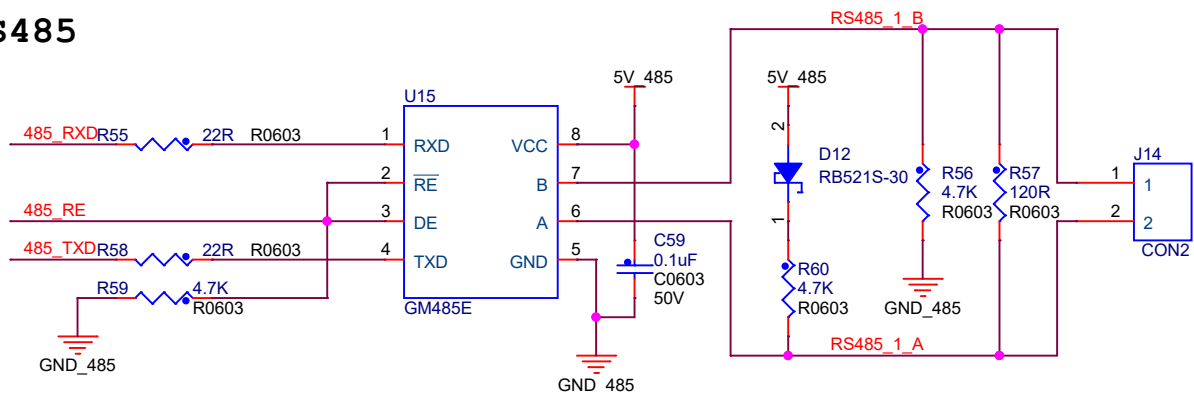 S485
RS485_1_B
5V_485
5V_485
U15
485_RXD R55 22R R0603 1 RXD VCC 8
2 D12 J14
RB521S-30
R56 R57 1 1
2 RE B 7
4.7K 120R
485_RE 3 DE A 6
R0603 R0603 2 2
1
485_TXD R58 22R R0603 4 TXD GND 5
C59
0.1uF
C0603
50V
CON2
R60
4.7K
R0603
R59 4.7K
R0603
GM485E
GND_485
RS485_1_A
GND_485
GND_485